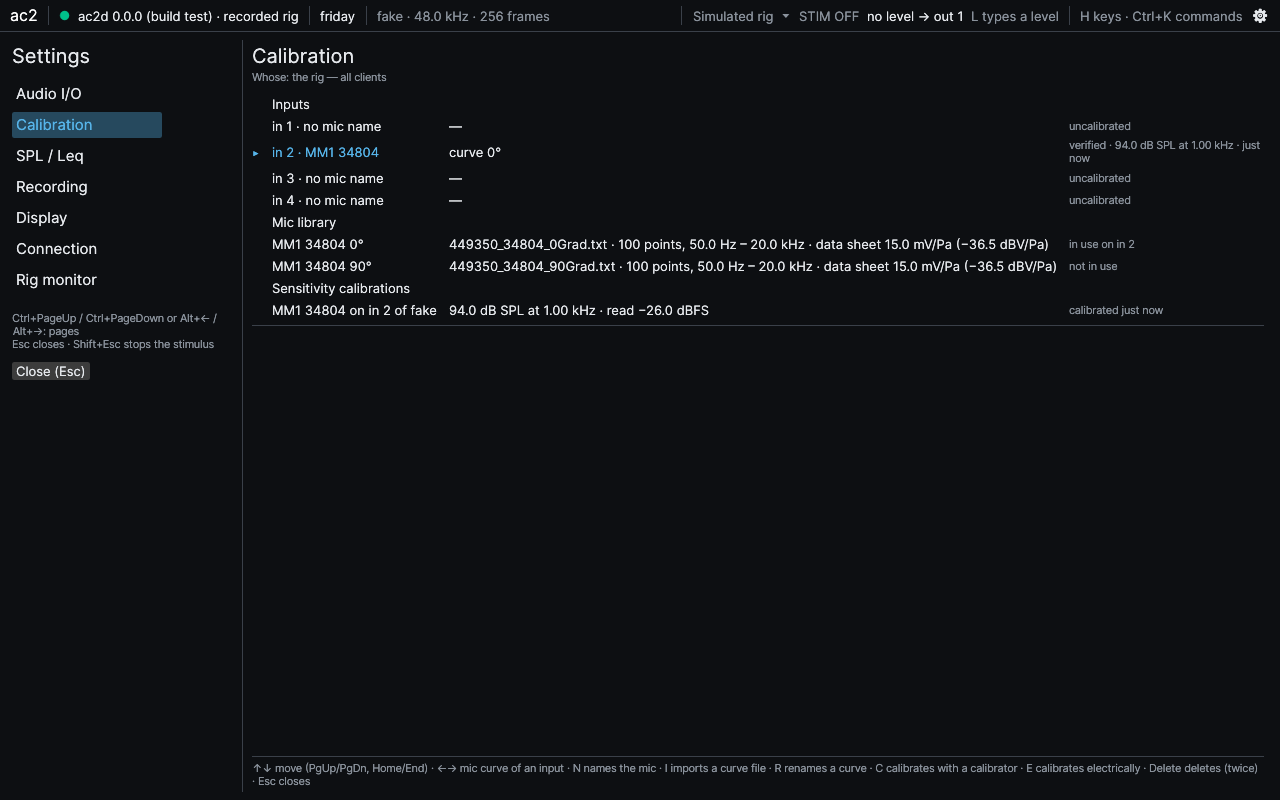 ac2 ac2d 0.0.0 (build test) · recorded rig friday fake · 48.0 kHz · 256 frames Simulated rig STIM OFF no level → out 1 L types a level H keys · Ctrl+K commands
Settings
Audio I/O
Calibration
SPL / Leq
Recording
Display
Connection
Rig monitor
Ctrl+PageUp / Ctrl+PageDown or Alt+← /
Alt+→: pages
Esc closes · Shift+Esc stops the stimulus
Close (Esc)
Calibration
Whose: the rig — all clients
Inputs
in 1 · no mic name — uncalibrated
▸ in 2 · MM1 34804 curve 0° verified · 94.0 dB SPL at 1.00 kHz · just
now
in 3 · no mic name — uncalibrated
in 4 · no mic name — uncalibrated
Mic library
MM1 34804 0° 449350_34804_0Grad.txt · 100 points, 50.0 Hz – 20.0 kHz · data sheet 15.0 mV/Pa (−36.5 dBV/Pa) in use on in 2
MM1 34804 90° 449350_34804_90Grad.txt · 100 points, 50.0 Hz – 20.0 kHz · data sheet 15.0 mV/Pa (−36.5 dBV/Pa) not in use
Sensitivity calibrations
MM1 34804 on in 2 of fake 94.0 dB SPL at 1.00 kHz · read −26.0 dBFS calibrated just now
↑↓ move (PgUp/PgDn, Home/End) · ←→ mic curve of an input · N names the mic · I imports a curve file · R renames a curve · C calibrates with a calibrator · E calibrates electrically · Delete deletes (twice)
· Esc closes